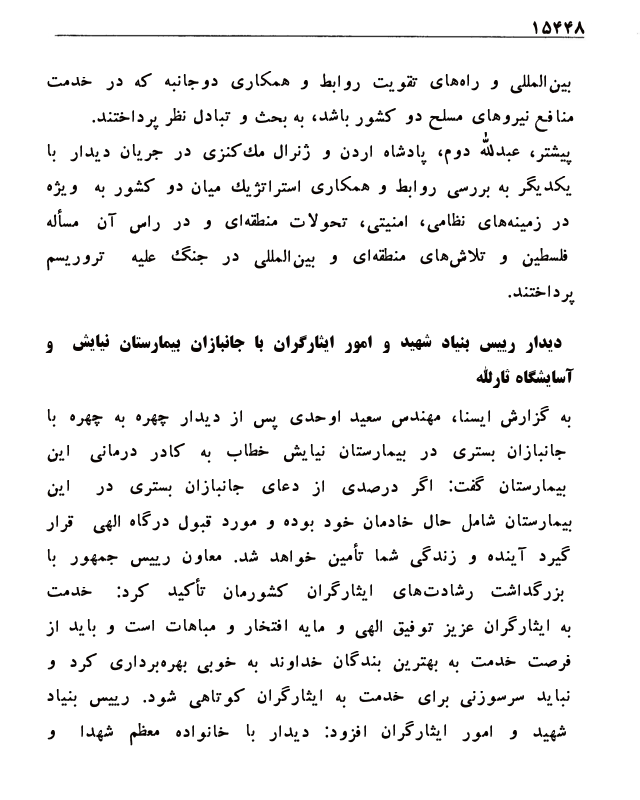 ۱۵۴۴۸
بین‌المللی و راه‌های تقویت روابط و همکاری دوجانبه که در خدمت
منافع نیروهای مسلح دو کشور باشد، به بحث و تبادل نظر پرداختند.
پیشتر، عبدلله دوم، پادشاه اردن و ژنرال مك‌کنزی در جریان دیدار با
یکدیگر به بررسی روابط و همکاری استراتژیك میان دو کشور به ویژه
در زمینه‌های نظامی، امنیتی، تحولات منطقه‌ای و در راس آن مسأله
فلسطین و تلاش‌های منطقه‌ای و بین‌المللی در جنگ علیه تروریسم
پرداختند.
دیدار رییس بنیاد شهید و امور ایثارگران با جانبازان بیمارستان نیایش و
آسایشگاه ثارلله
به گزارش ایسنا، مهندس سعید اوحدی پس از دیدار چهره به چهره با
جانبازان بستری در بیمارستان نیایش خطاب به کادر درمانی این
بیمارستان گفت: اگر درصدی از دعای جانبازان بستری در این
بیمارستان شامل حال خادمان خود بوده و مورد قبول درگاه الهی قرار
گیرد آینده و زندگی شما تأمین خواهد شد. معاون رییس جمهور با
بزرگداشت رشادت‌های ایثارگران کشورمان تأکید کرد: خدمت
به ایثارگران عزیز توفیق الهی و مایه افتخار و مباهات است و باید از
فرصت خدمت به بهترین بندگان خداوند به خوبی بهره‌برداری کرد و
نباید سرسوزنی برای خدمت به ایثارگران کوتاهی شود. رییس بنیاد
شهید و امور ایثارگران افزود: دیدار با خانواده معظم شهدا و